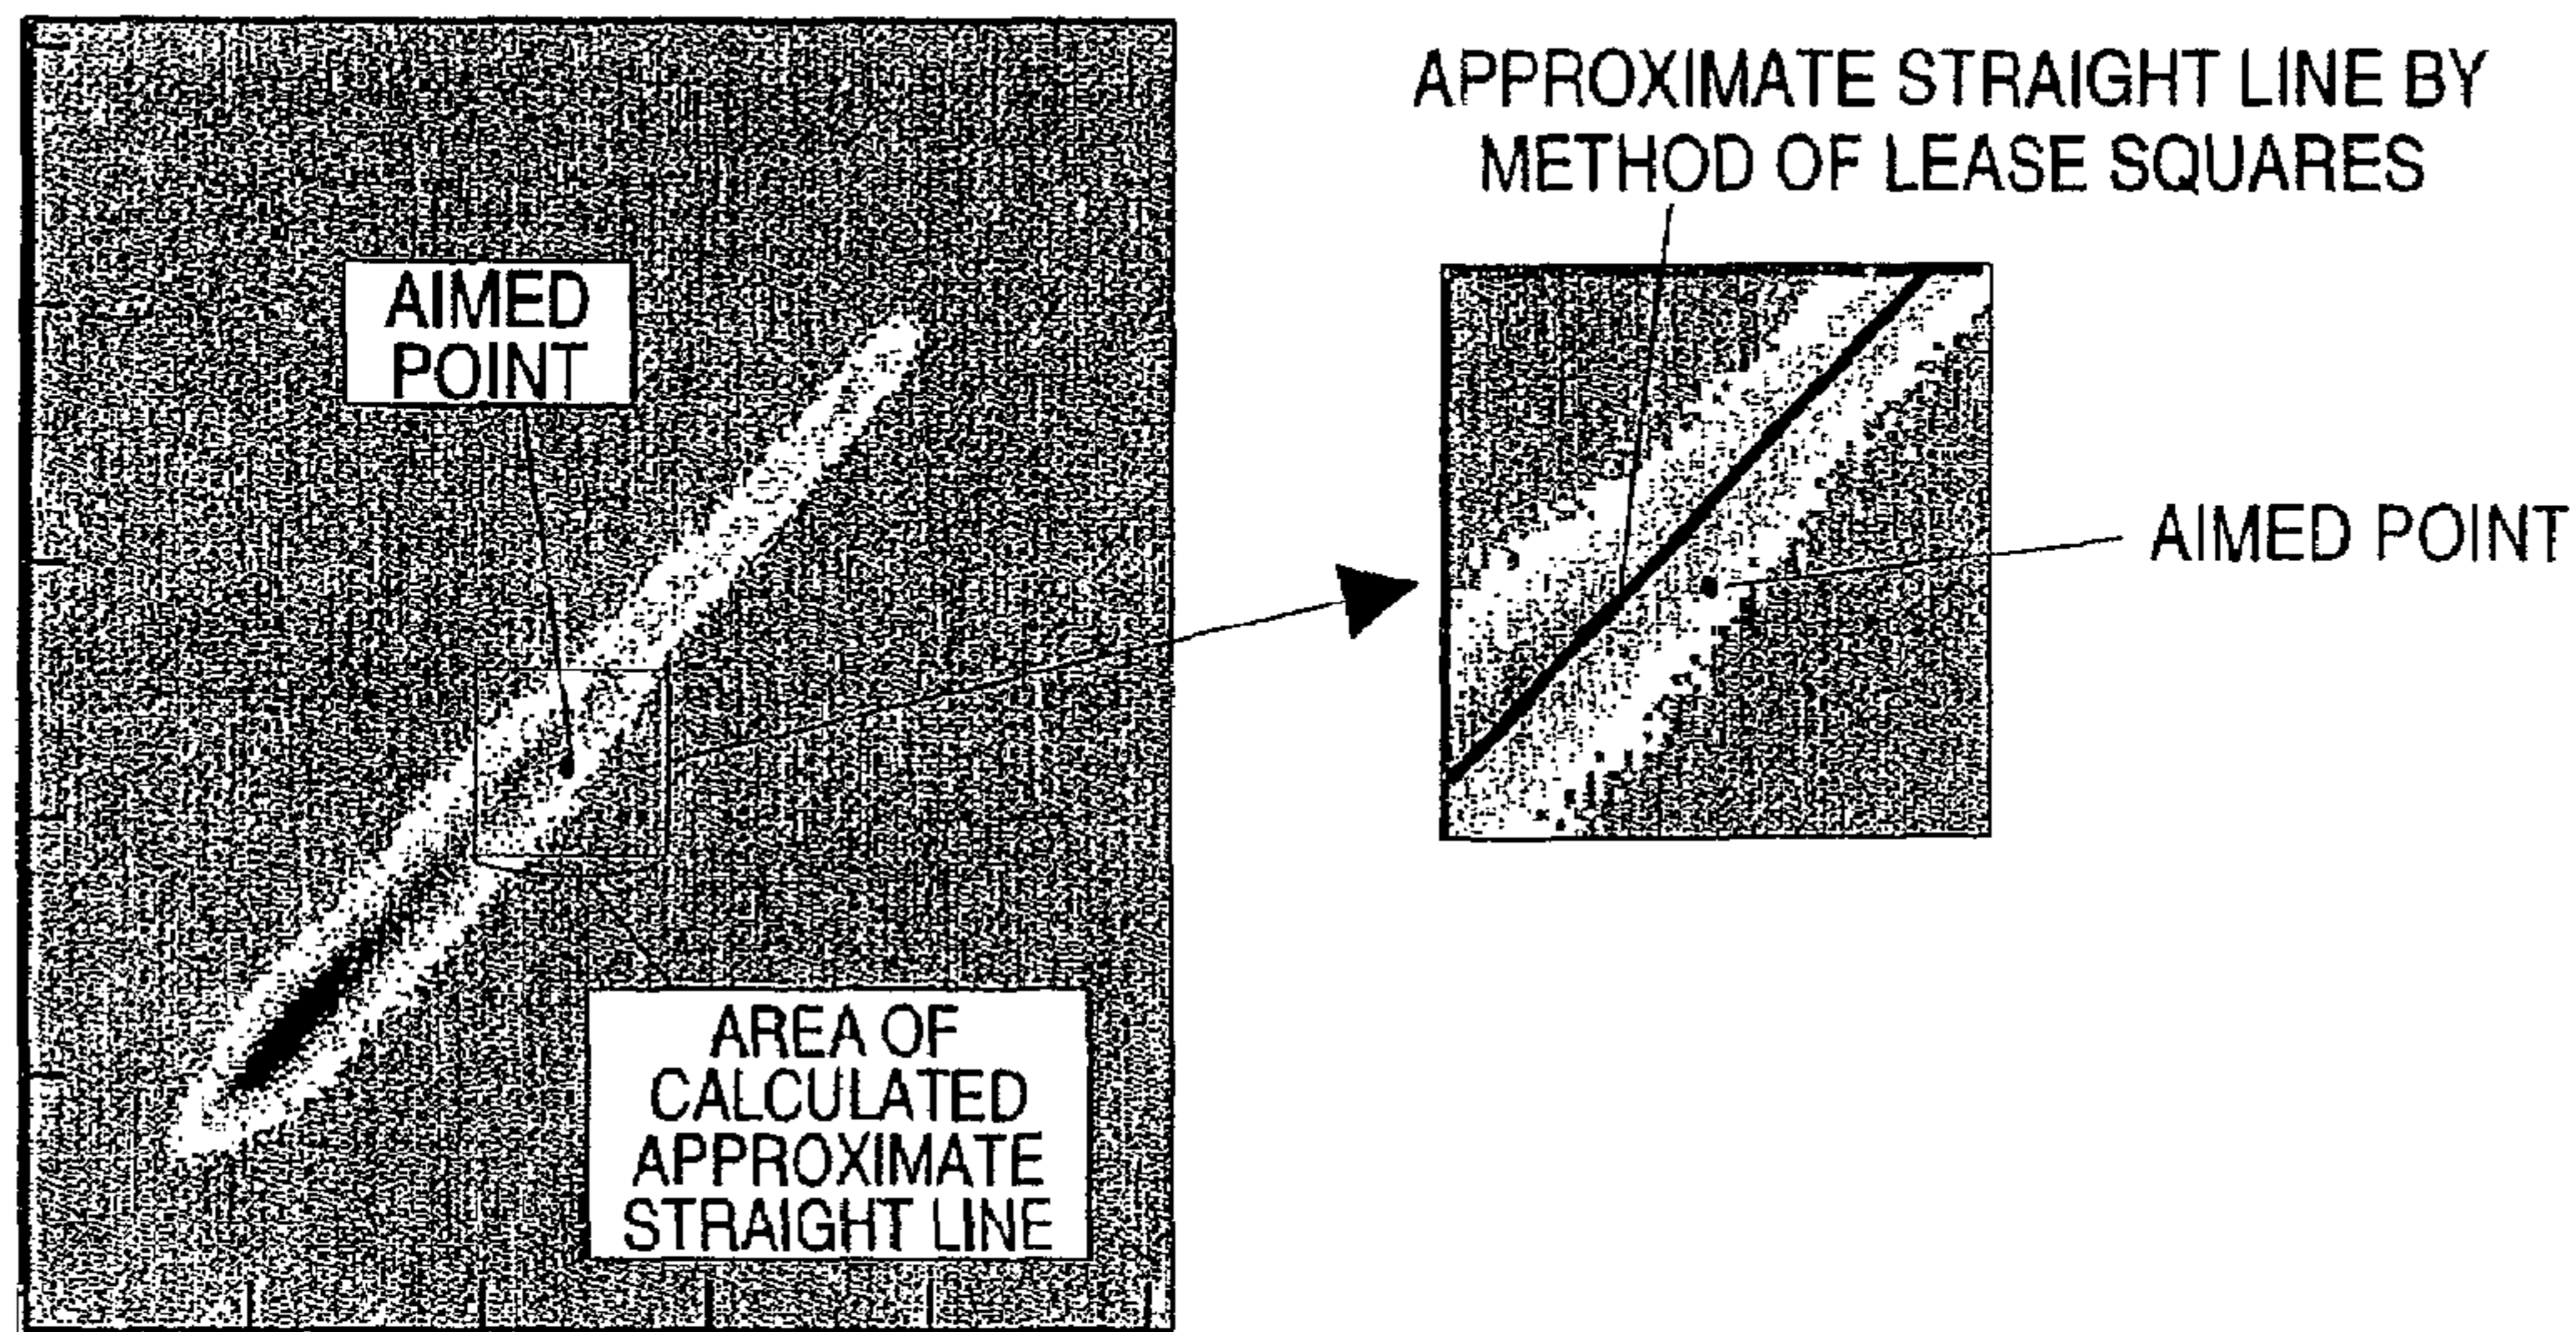 AIMED
POINT
AREA OF
CALCULATED
APPROXIMATE
STRAIGHT LINE
APPROXIMATE STRAIGHT LINE BY
METHOD OF LEASE SQUARES
AIMED POINT